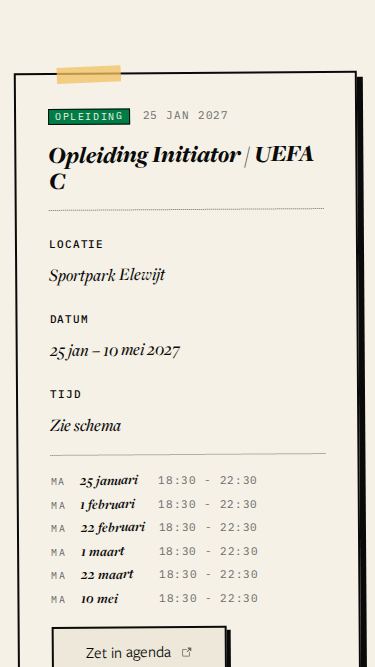 OPLEIDING 25 JAN 2027
Opleiding Initiator | UEFA
C
LOCATIE
Sportpark Elewijt
DATUM
25 jan – 10 mei 2027
TIJD
Zie schema
MA 25 januari 18:30 - 22:30
MA 1 februari 18:30 - 22:30
MA 22 februari 18:30 - 22:30
MA 1 maart 18:30 - 22:30
MA 22 maart 18:30 - 22:30
MA 10 mei 18:30 - 22:30
Zet in agenda